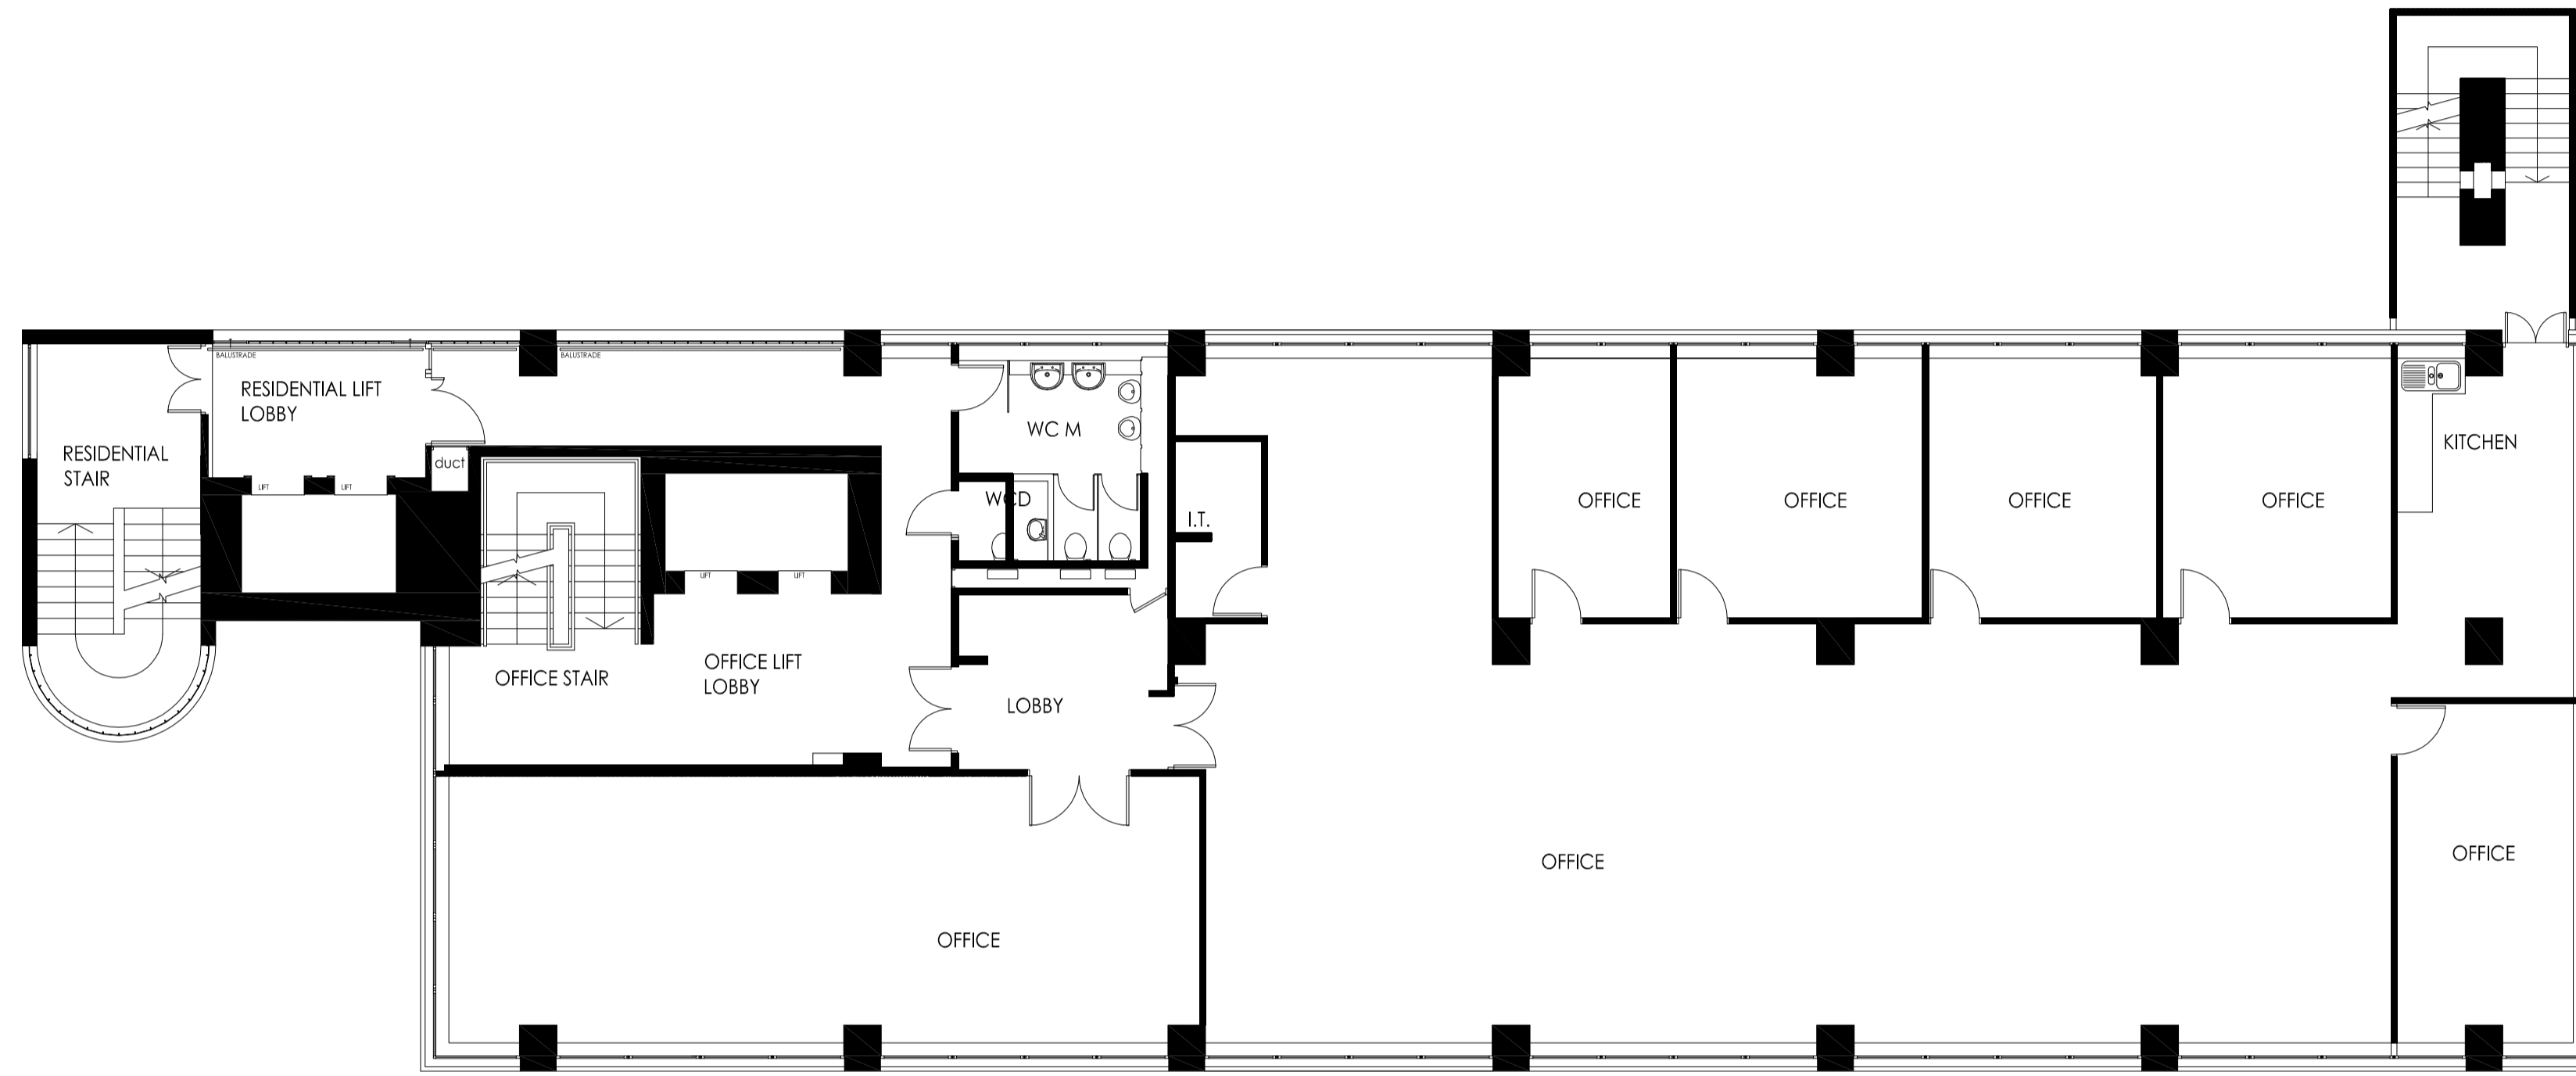 BALUSTRADE
BALUSTRADE
RESIDENTIAL LIFT
LOBBY
RESIDENTIAL
STAIR
duct
LIFT
LIFT
WC M
WCD
I.T.
OFFICE
OFFICE
OFFICE
OFFICE
KITCHEN
LIFT
LIFT
OFFICE STAIR
OFFICE LIFT
LOBBY
LOBBY
OFFICE
OFFICE
OFFICE